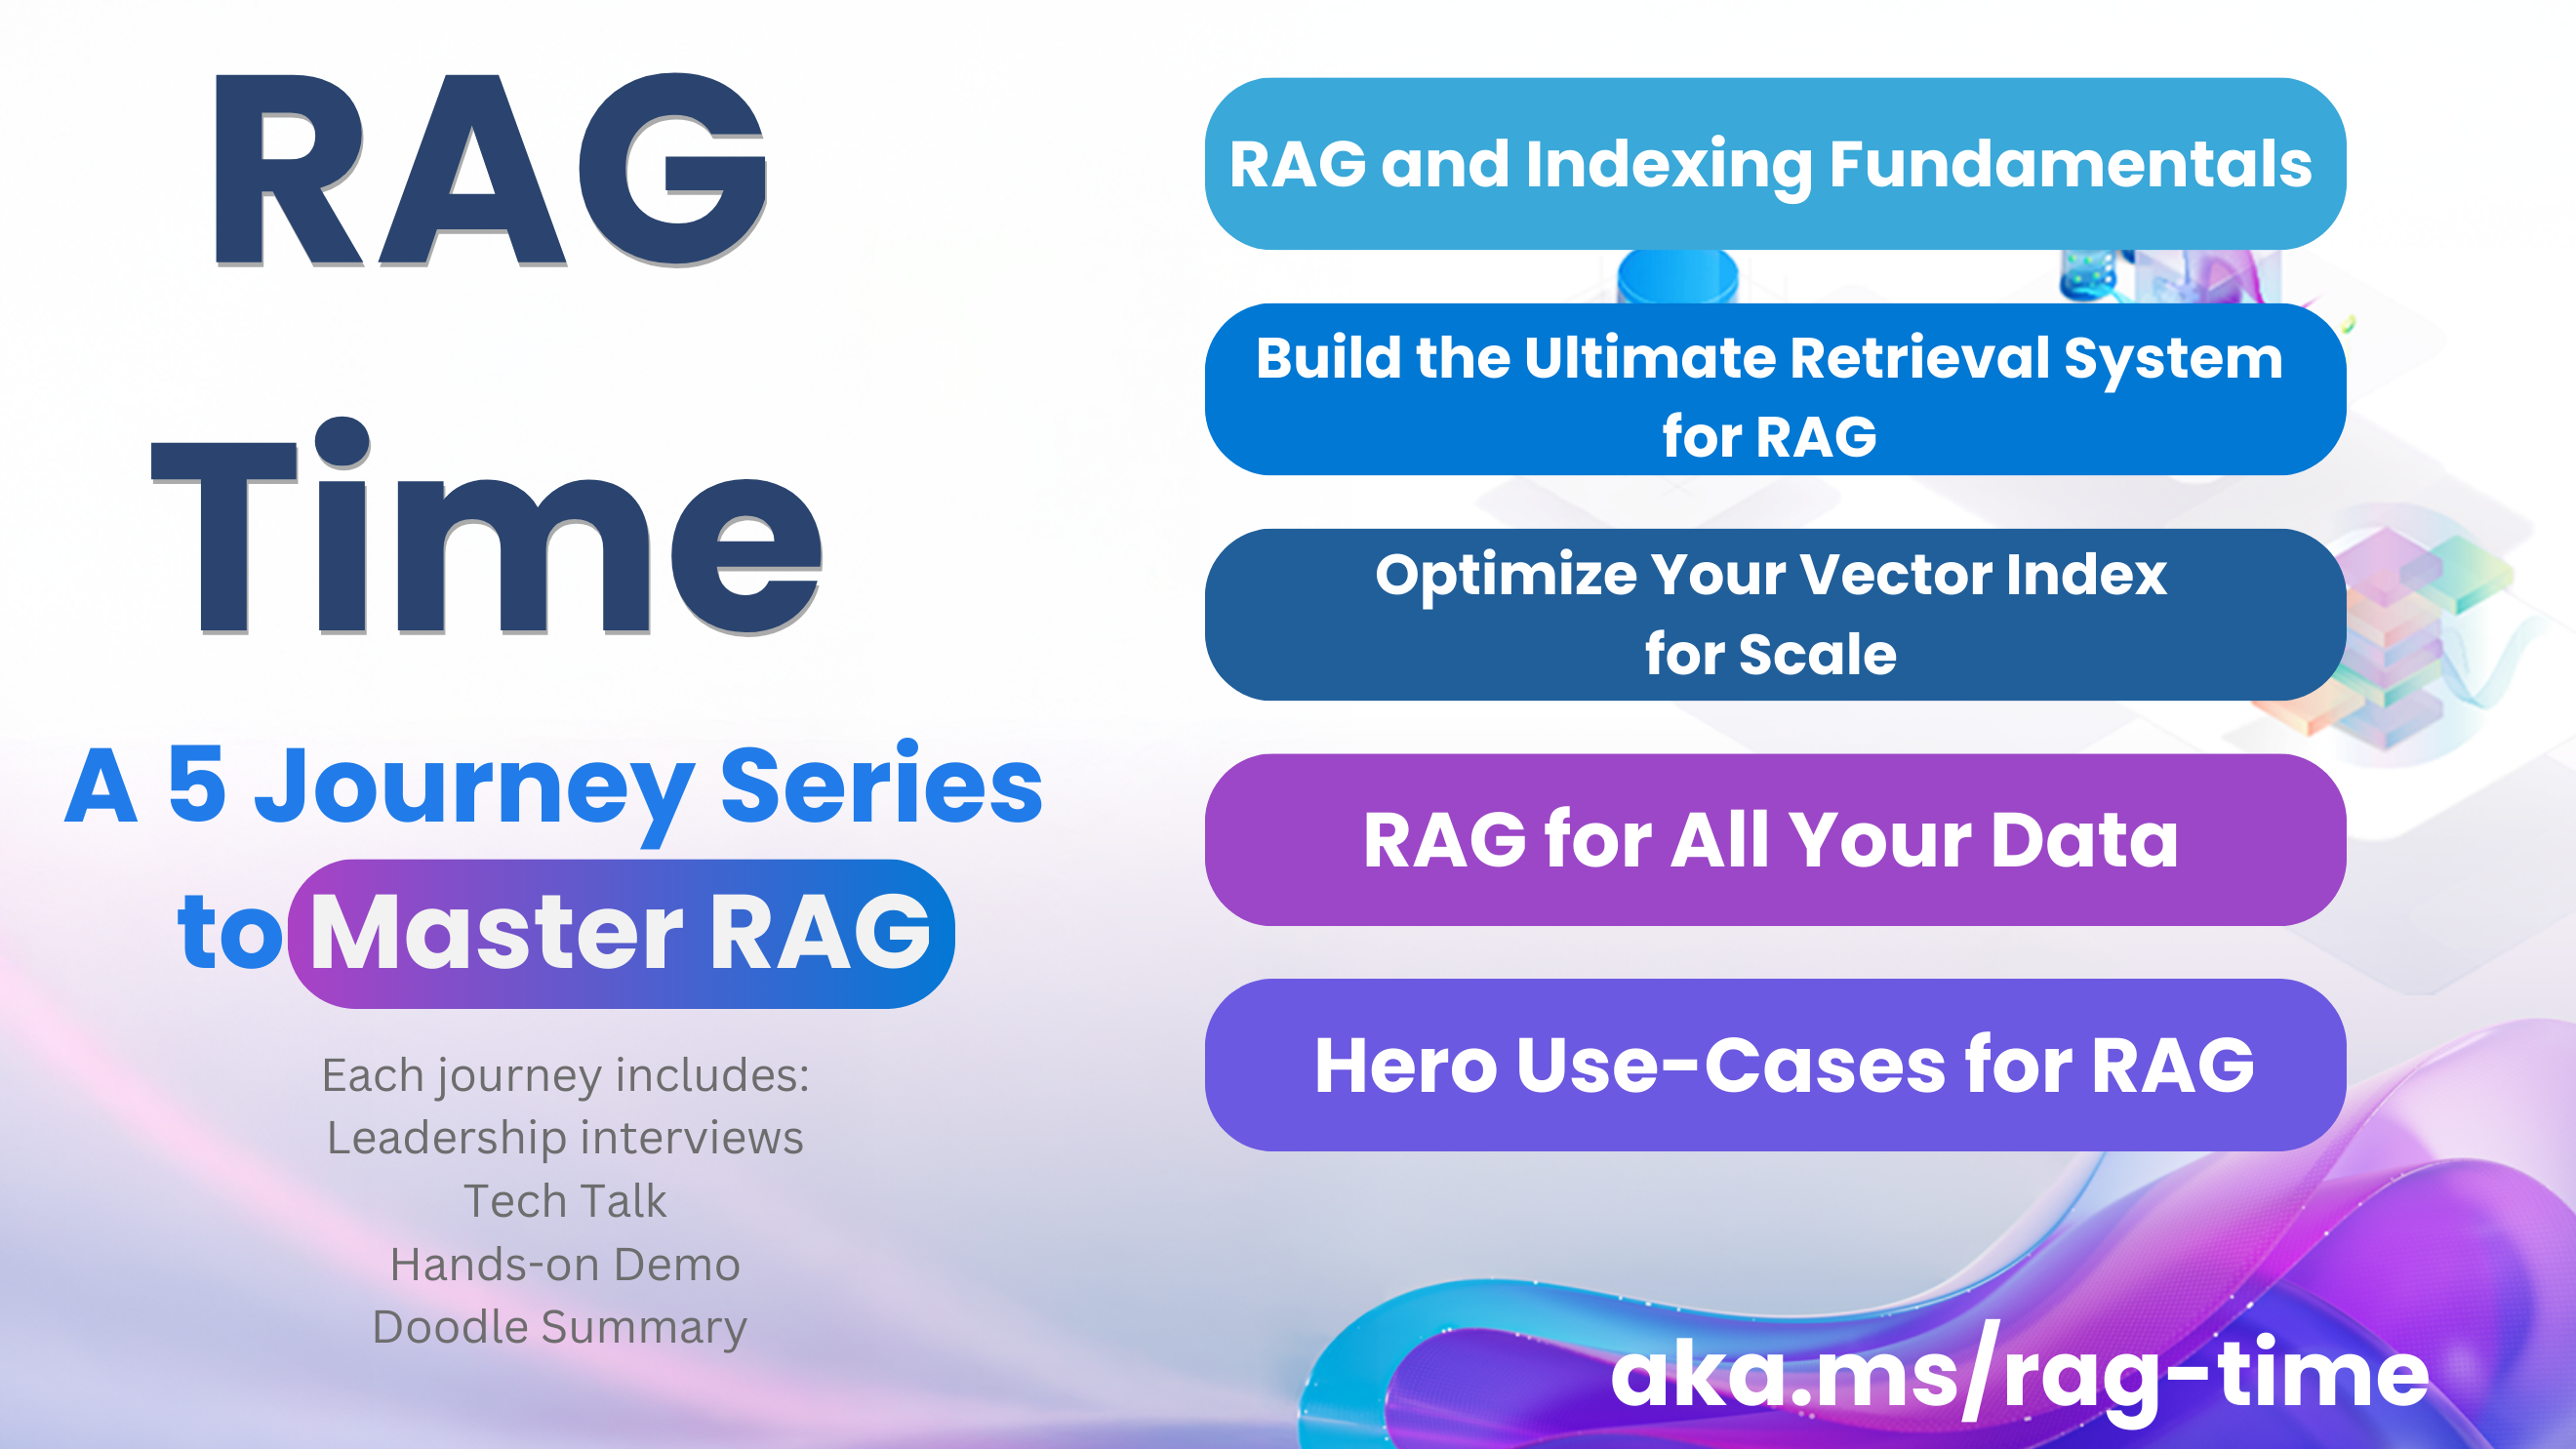 RAG
Time
A 5 Journey Series
to Master RAG
Each journey includes:
Leadership interviews
Tech Talk
Hands-on Demo
Doodle Summary
RAG and Indexing Fundamentals
Build the Ultimate Retrieval System
for RAG
Optimize Your Vector Index
for Scale
RAG for All Your Data
Hero Use-Cases for RAG
aka.ms/rag-time